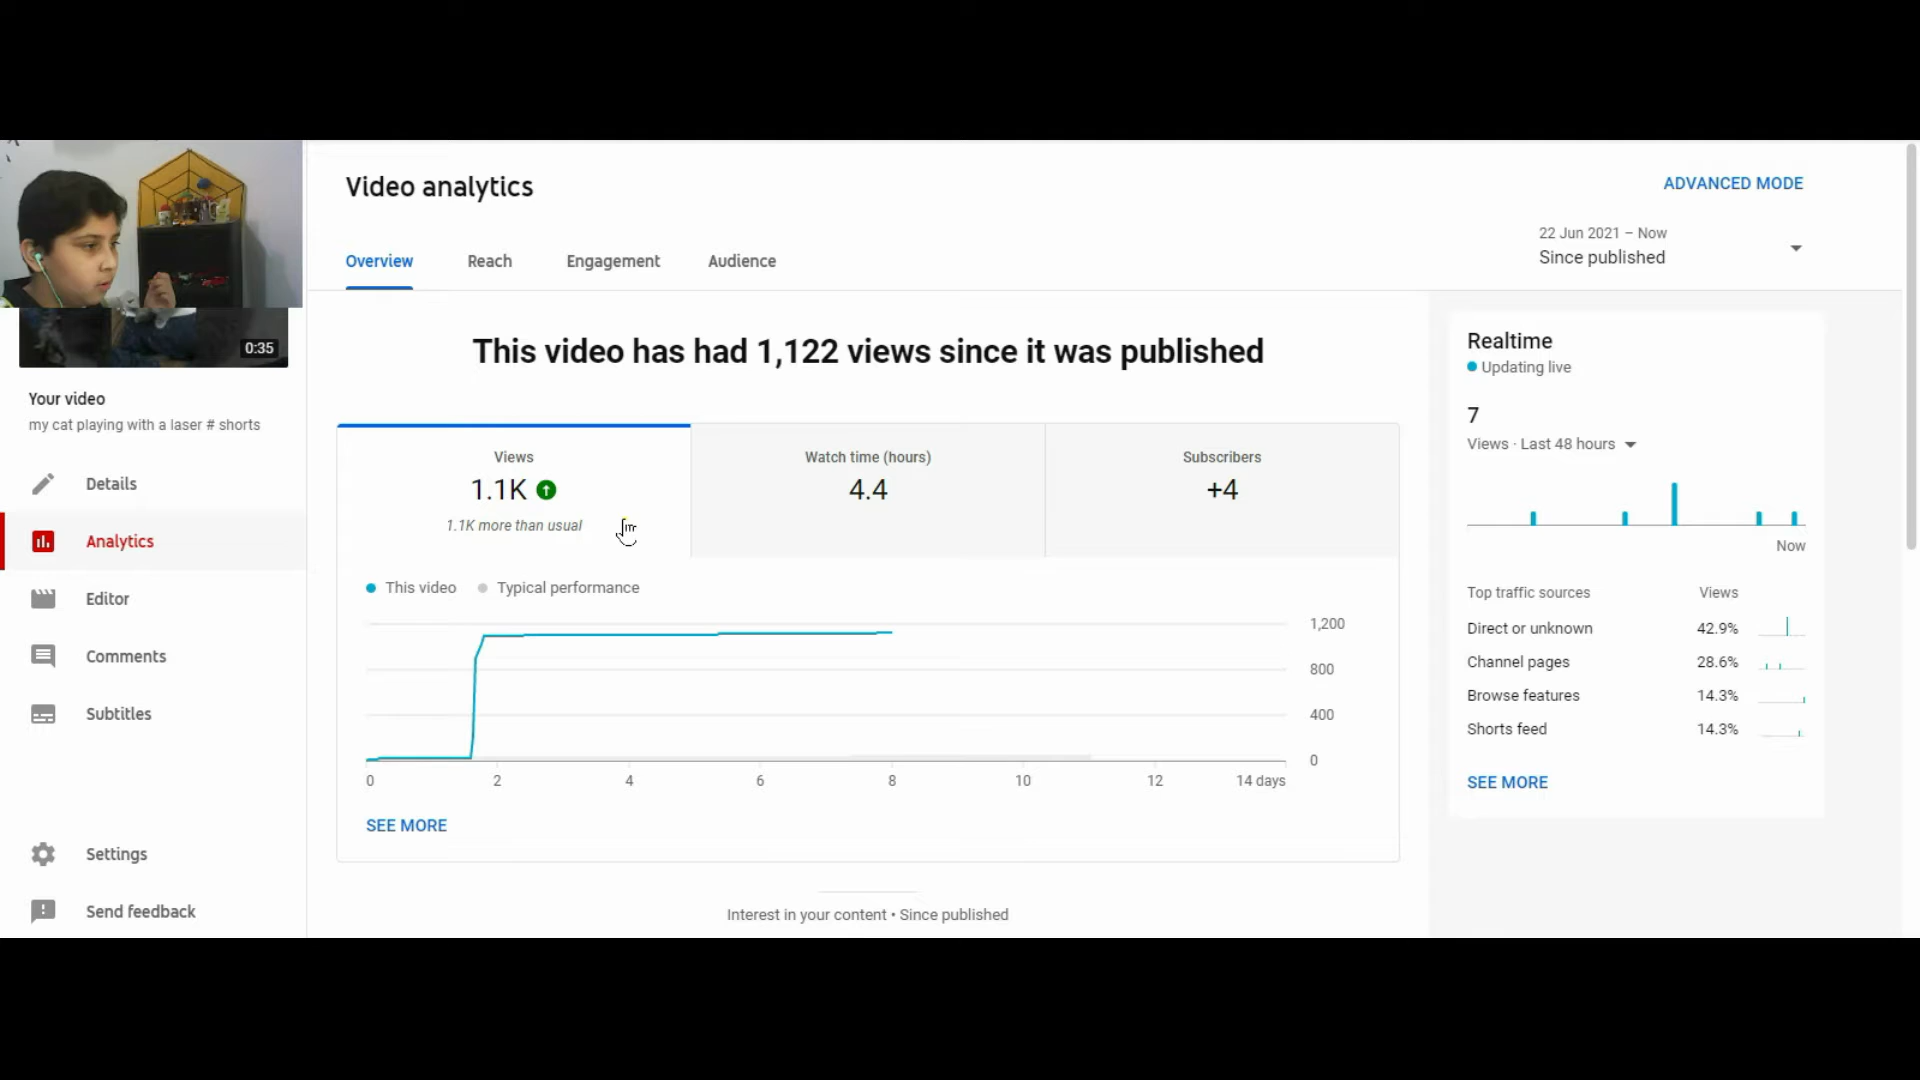 Video analytics
ADVANCED MODE
22 Jun 2021 – Now
Since published
Overview
Reach
Engagement
Audience
0:35
Your video
my cat playing with a laser # shorts
Details
Analytics
Editor
Comments
Subtitles
Settings
Send feedback
This video has had 1,122 views since it was published
Views
1.1K
1.1K more than usual
Watch time (hours)
4.4
Subscribers
+4
This video
Typical performance
1,200
800
400
0
0 2 4 6 8 10 12 14 days
SEE MORE
Interest in your content • Since published
Realtime
Updating live
7
Views · Last 48 hours
Now
Top traffic sources Views
Direct or unknown 42.9%
Channel pages 28.6%
Browse features 14.3%
Shorts feed 14.3%
SEE MORE